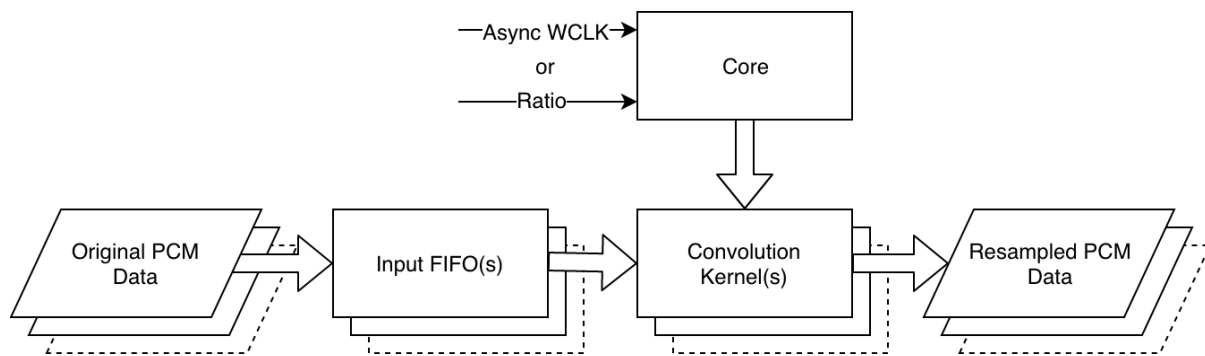 Async WCLK
or
Ratio
Core
Original PCM
Data
Input FIFO(s)
Convolution
Kernel(s)
Resampled PCM
Data